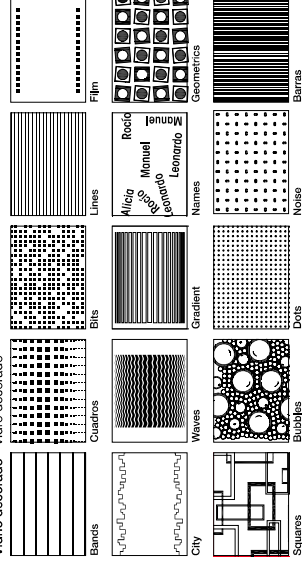 Bands
Cuadros
Bits
Lines
Film
Alicia
Rocío
Leonardo
Manuel
Leonardo
Rocío
Manuel
City
Waves
Gradient
Names
Geometrics
Squares
Bubbles
Dots
Noise
Barras